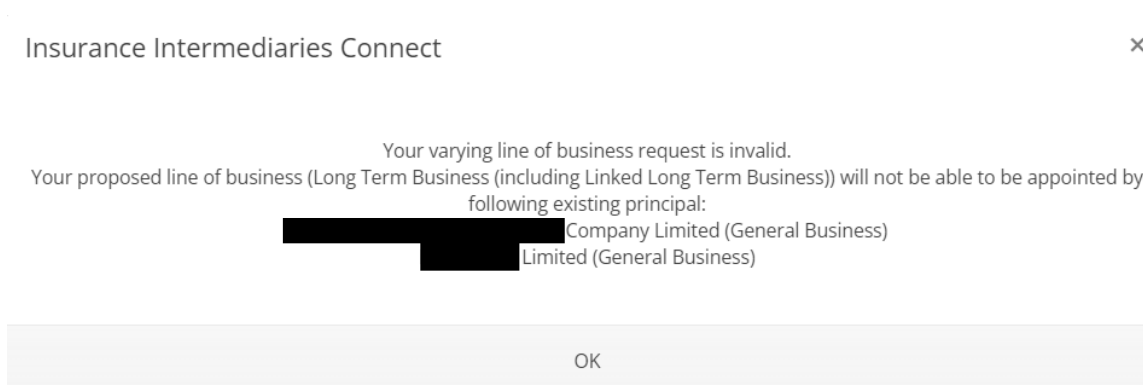 Insurance Intermediaries Connect
Your varying line of business request is invalid.
Your proposed line of business (Long Term Business (including Linked Long Term Business)) will not be able to be appointed by
following existing principal:
Company Limited (General Business)
Limited (General Business)
OK